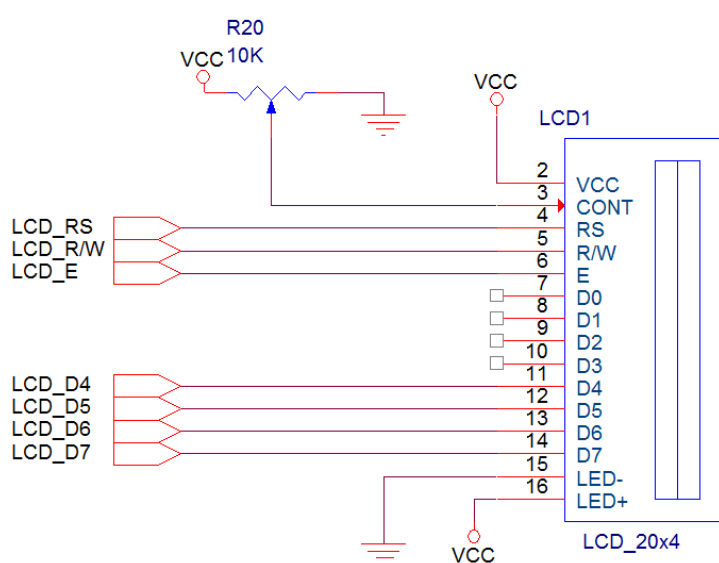 R20
10K
VCC
VCC
LCD1
2
VCC
3
CONT
LCD_RS
4
RS
LCD_R/W
5
R/W
LCD_E
6
E
7
D0
8
D1
9
D2
10
D3
LCD_D4
11
D4
LCD_D5
12
D5
LCD_D6
13
D6
LCD_D7
14
D7
15
LED-
16
LED+
VCC
LCD_20x4